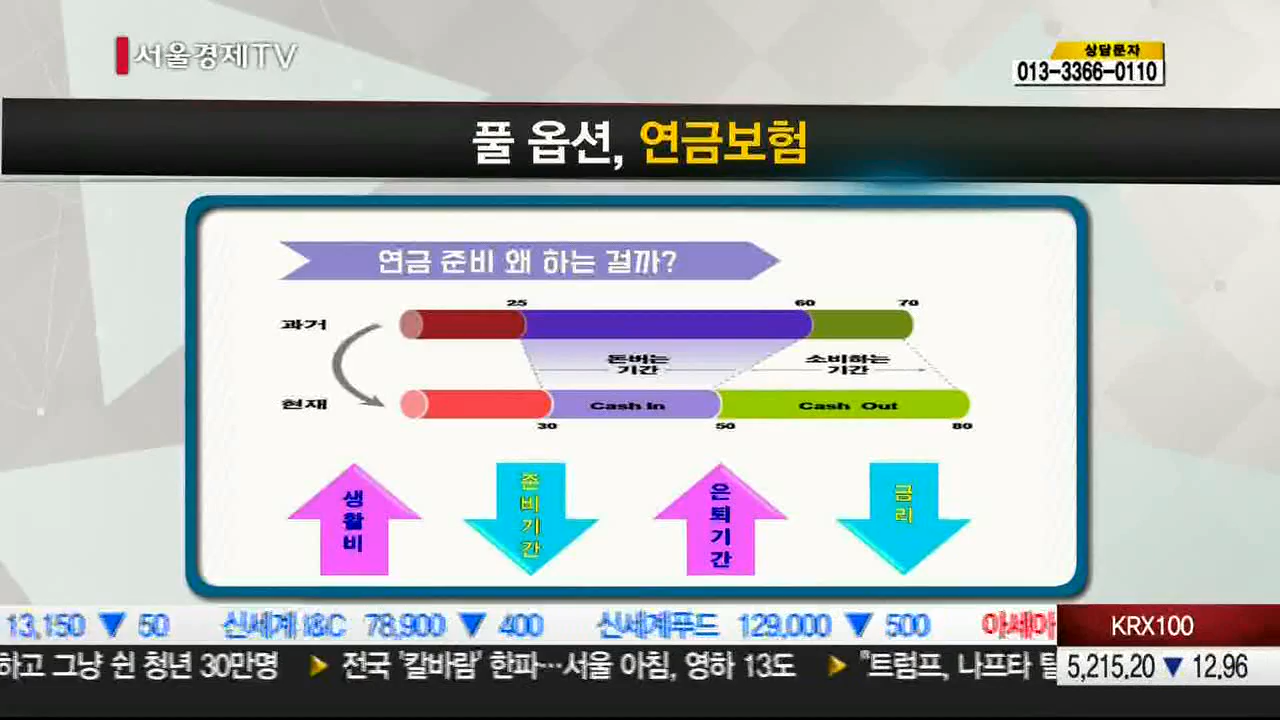 서울경제TV
상담문자
013-3366-0110
풀 옵션, 연금보험
연금 준비 왜 하는 걸까?
25
60
70
과거
돈버는
기간
소비하는
기간
현재
Cash In
Cash Out
30
50
80
생활비
준비기간
은퇴기간
금리
13,150 ▼ 50 신세계 I&C 78,900 ▼ 400 신세계푸드 129,000 ▼ 500 아세아
KRX100
하고 그냥 쉰 청년 30만명 ▶ 전국 '칼바람' 한파…서울 아침, 영하 13도 ▶ "트럼프, 나프타 탈
5,215.20 ▼ 12.96